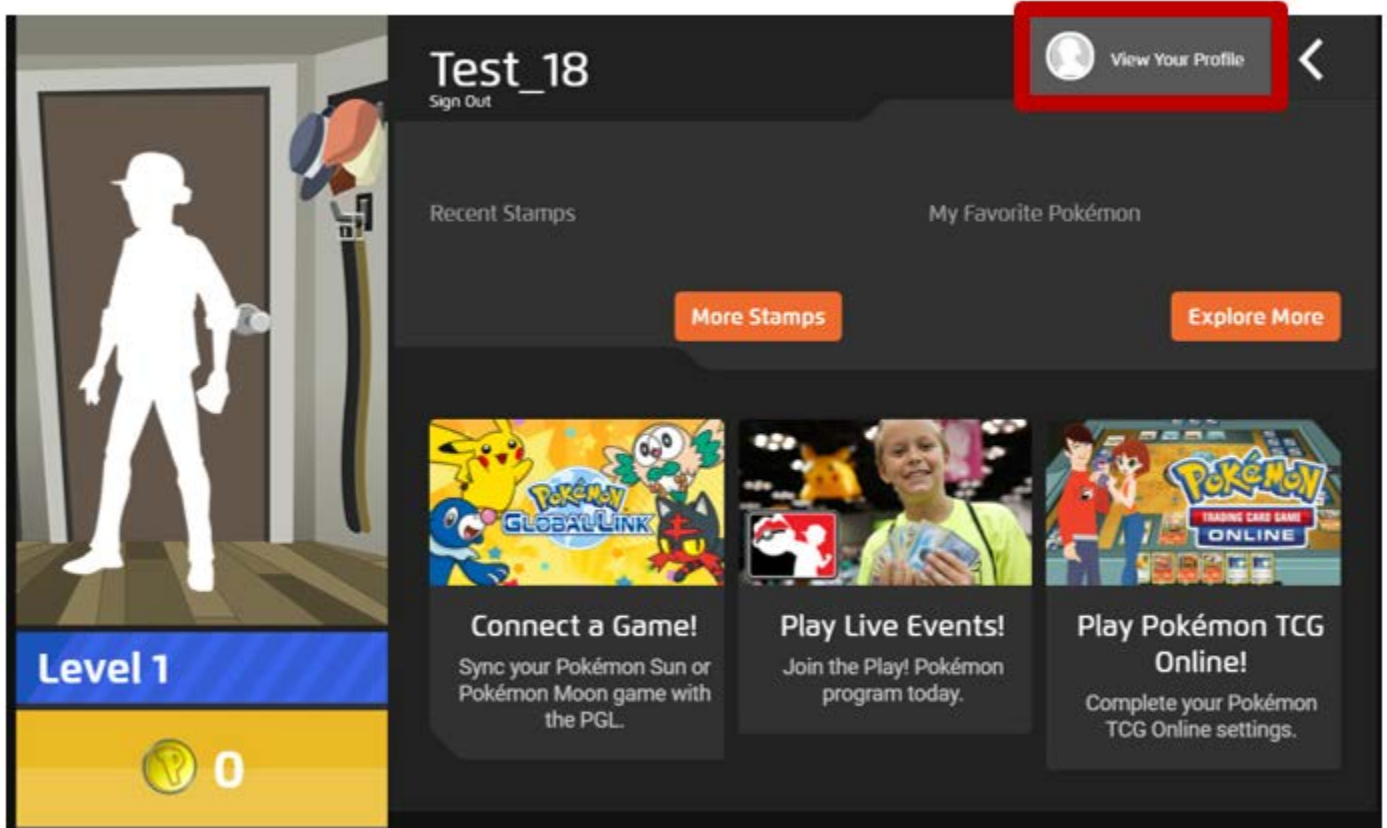 Test_18
Sign Out
View Your Profile
Recent Stamps
My Favorite Pokémon
More Stamps
Explore More
POKÉMON
GLOBAL LINK
POKÉMON
TRADING CARD GAME
ONLINE
Connect a Game!
Sync your Pokémon Sun or
Pokémon Moon game with
the PGL.
Play Live Events!
Join the Play! Pokémon
program today.
Play Pokémon TCG
Online!
Complete your Pokémon
TCG Online settings.
Level 1
P 0